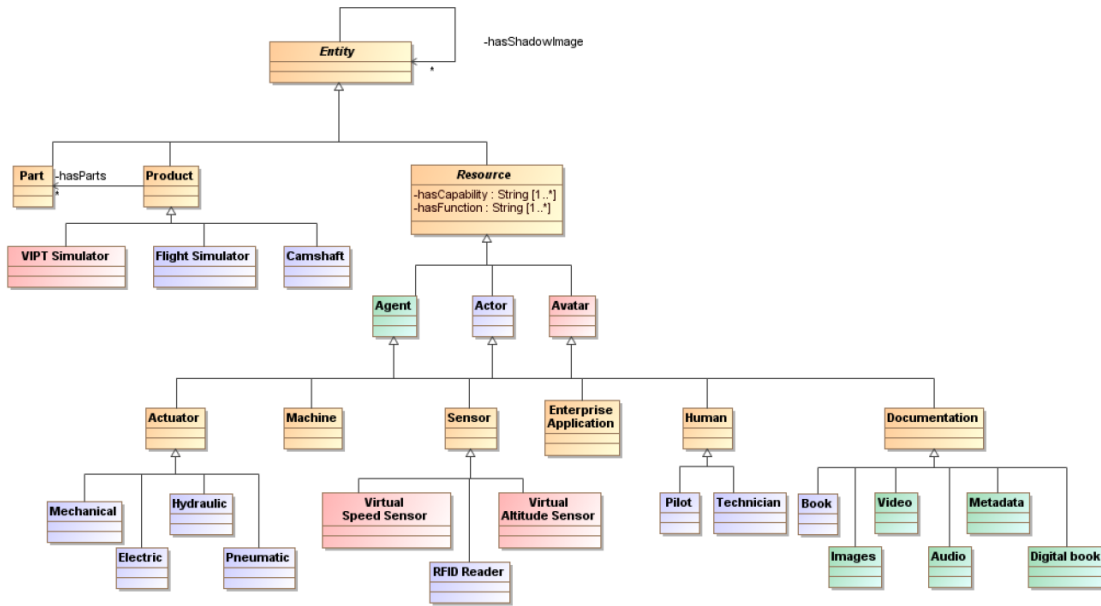 -hasShadowImage
Entity
*
Part
-hasParts
*
Product
Resource
-hasCapability : String [1..*]
-hasFunction : String [1..*]
VIPT Simulator
Flight Simulator
Camshaft
Agent
Actor
Avatar
Actuator
Machine
Sensor
Enterprise
Application
Human
Documentation
Mechanical
Hydraulic
Electric
Pneumatic
Virtual
Speed Sensor
Virtual
Altitude Sensor
RFID Reader
Pilot
Technician
Book
Video
Metadata
Images
Audio
Digital book